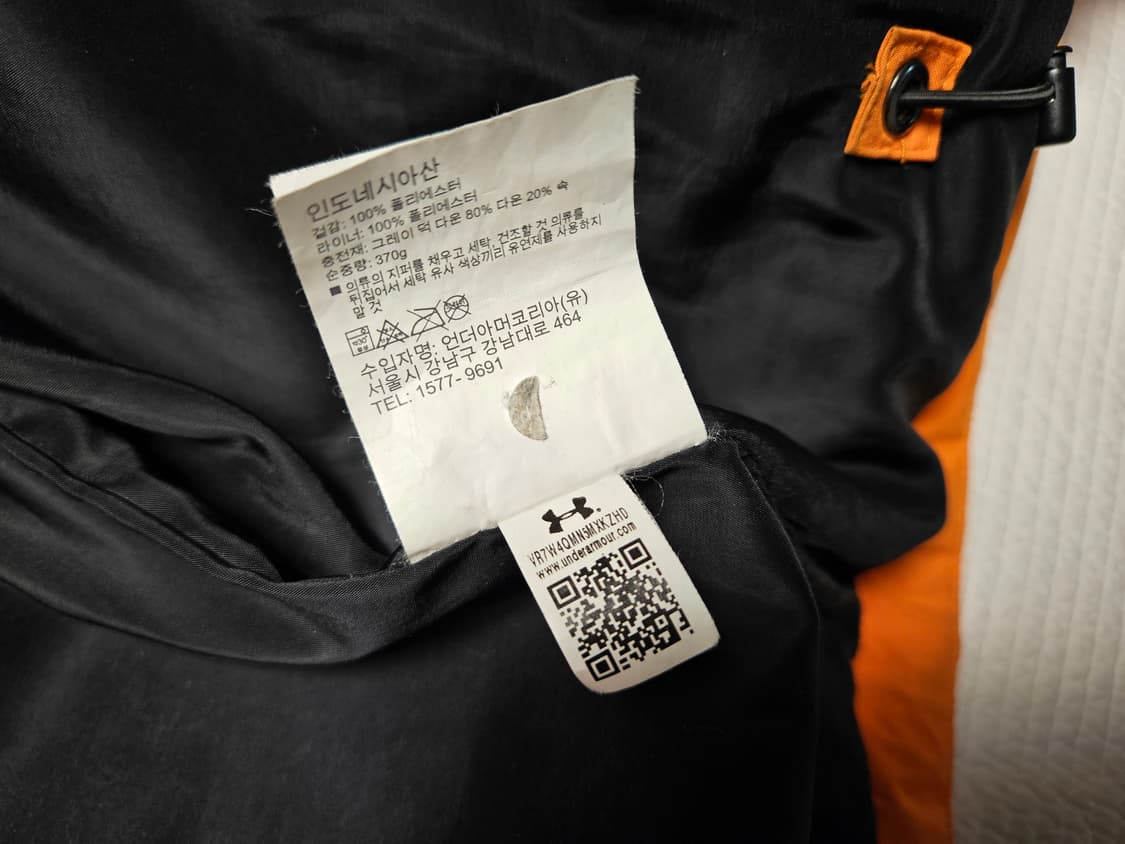 인도네시아산
겉감: 100% 폴리에스터
라이너: 100% 폴리에스터
충전재: 그레이 덕 다운 80% 다운 20% 속
순중량: 370g
■ 의류의 지퍼를 채우고 세탁, 건조할 것 의류를
뒤집어서 세탁 유사 색상끼리 유연제를 사용하지
말 것
수입자명: 언더아머코리아(유)
서울시 강남구 강남대로 464
TEL: 1577- 9691
VR7W4QMN5MXKZHD
www.underarmour.com